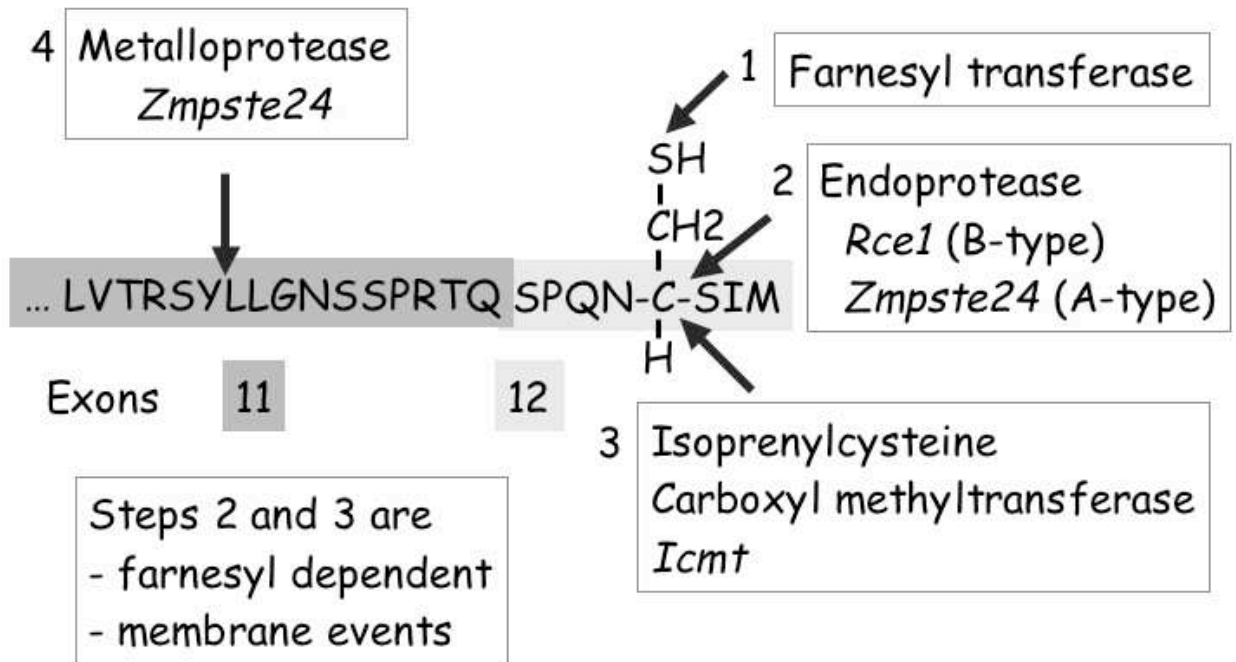 4 Metalloprotease
Zmpste24
1 Farnesyl transferase
SH
CH2
2 Endoprotease
Rce1 (B-type)
Zmpste24 (A-type)
... LVTRSYLLGNSSPRTQ SPQN-C-SIM
H
Exons 11 12
3 Isoprenylcysteine
Carboxyl methyltransferase
Icmt
Steps 2 and 3 are
- farnesyl dependent
- membrane events